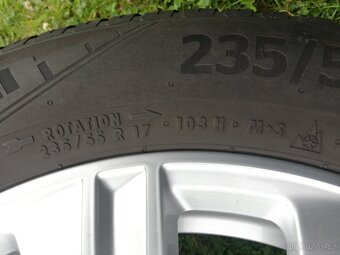 235/5
ROTATION
235/55 R 17 · 103 H · M+S